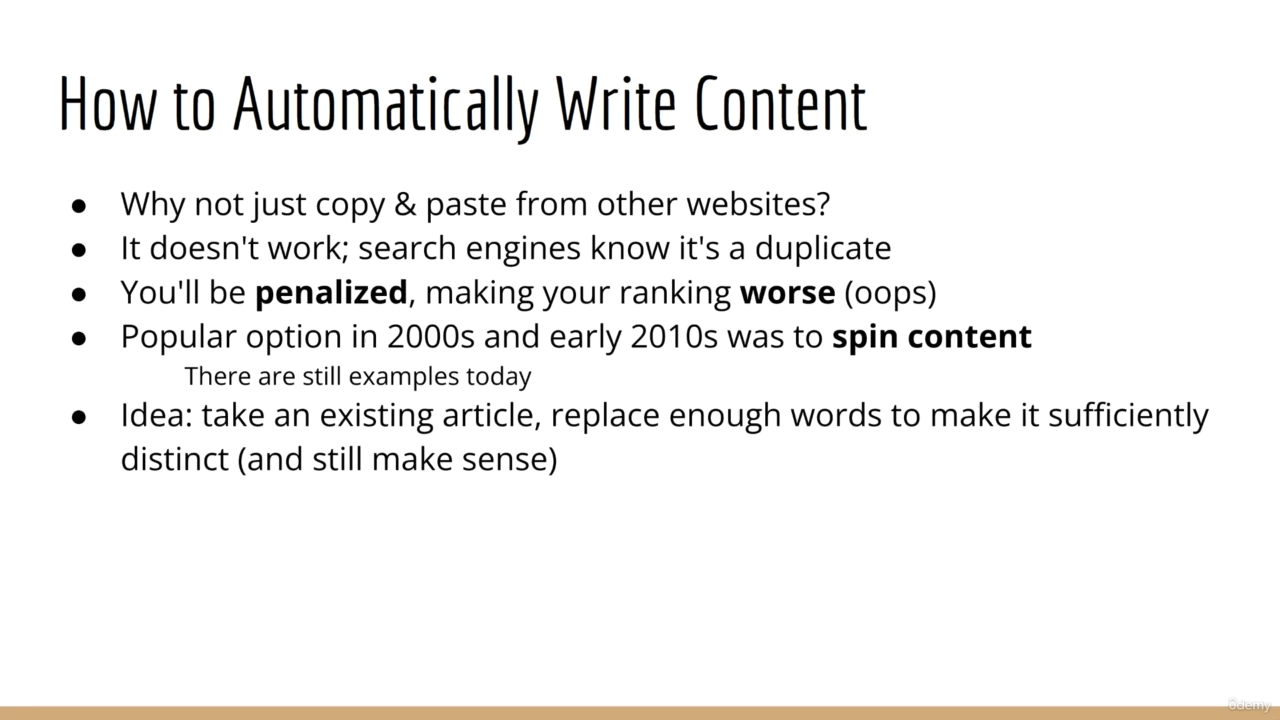 How to Automatically Write Content
● Why not just copy & paste from other websites?
● It doesn't work; search engines know it's a duplicate
● You'll be penalized, making your ranking worse (oops)
● Popular option in 2000s and early 2010s was to spin content
There are still examples today
● Idea: take an existing article, replace enough words to make it sufficiently
distinct (and still make sense)
ûdemy